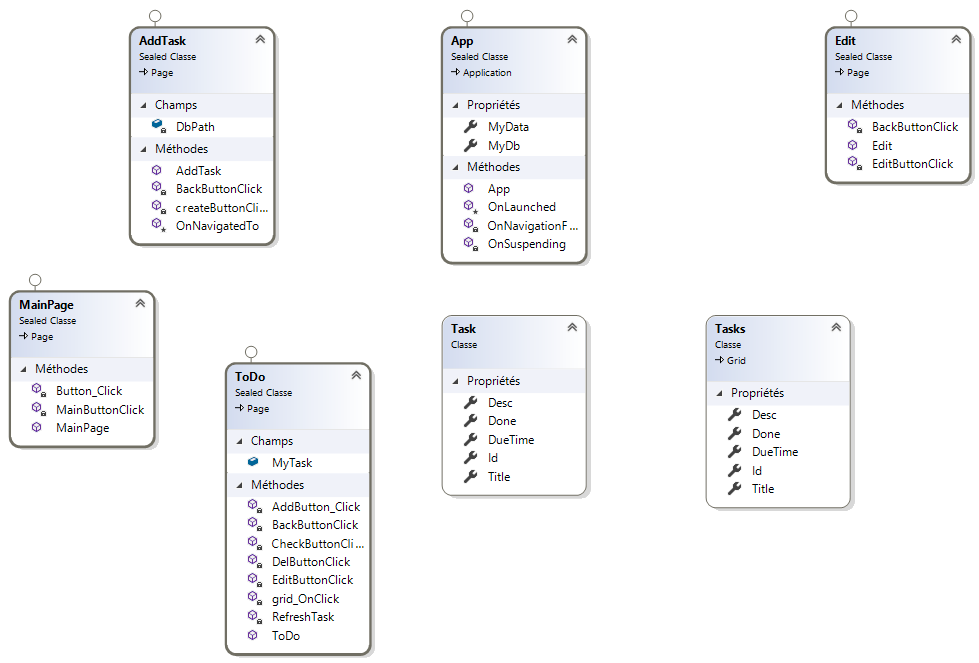 AddTask
Sealed Classe
Page
Champs
DbPath
Méthodes
AddTask
BackButtonClick
createButtonCli...
OnNavigatedTo
App
Sealed Classe
Application
Propriétés
MyData
MyDb
Méthodes
App
OnLaunched
OnNavigationF...
OnSuspending
Edit
Sealed Classe
Page
Méthodes
BackButtonClick
Edit
EditButtonClick
MainPage
Sealed Classe
Page
Méthodes
Button_Click
MainButtonClick
MainPage
ToDo
Sealed Classe
Page
Champs
MyTask
Méthodes
AddButton_Click
BackButtonClick
CheckButtonCli...
DelButtonClick
EditButtonClick
grid_OnClick
RefreshTask
ToDo
Task
Classe
Propriétés
Desc
Done
DueTime
Id
Title
Tasks
Classe
Grid
Propriétés
Desc
Done
DueTime
Id
Title